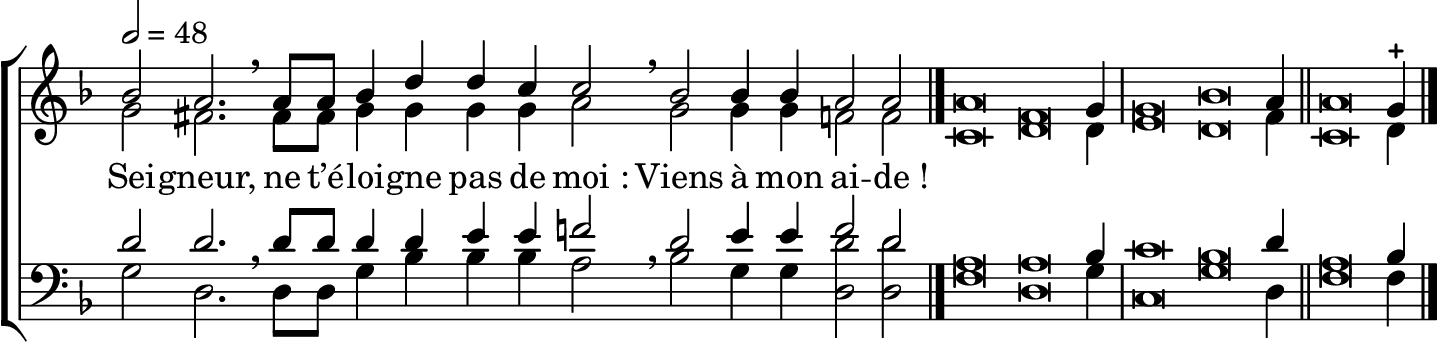 = 48
Seigneur, ne t’éloigne pas de moi : Viens à mon ai-de !